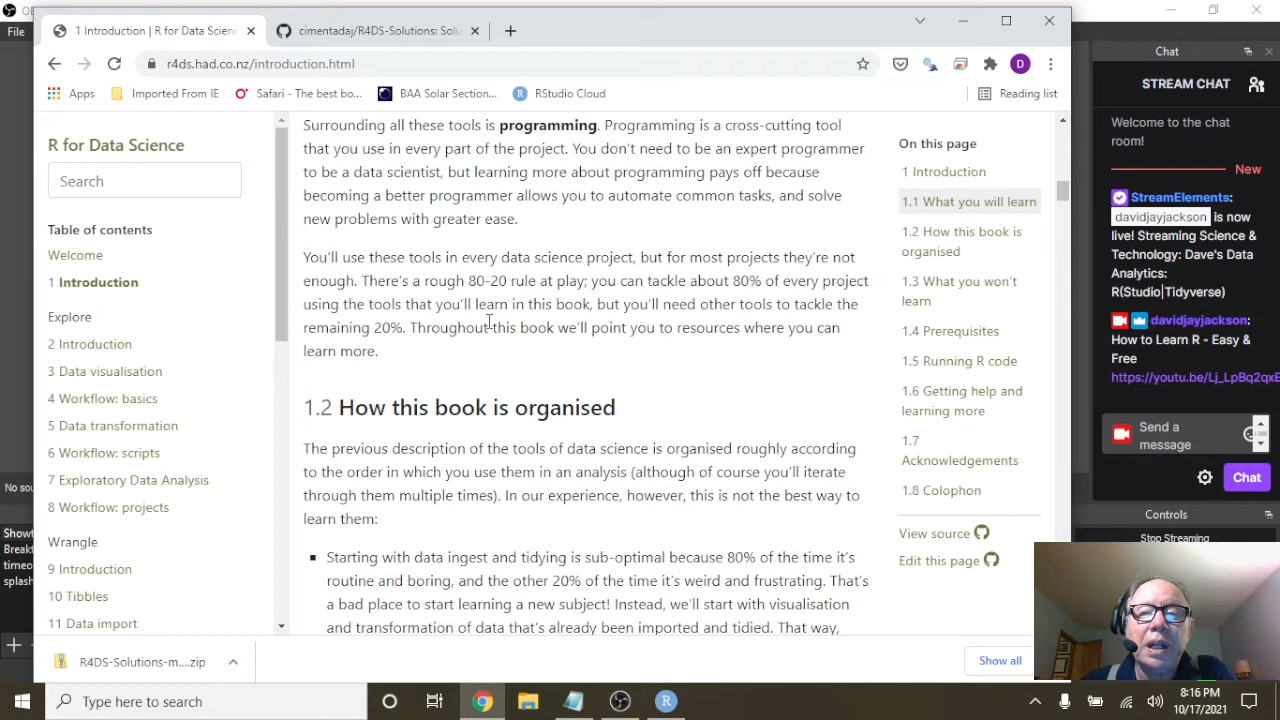 File
1 Introduction | R for Data Scienc
cimentadaj/R4DS-Solutions: Solu
r4ds.had.co.nz/introduction.html
Apps
Imported From IE
Safari - The best bo...
BAA Solar Section...
RStudio Cloud
Reading list
R for Data Science
Search
Table of contents
Welcome
1 Introduction
Explore
2 Introduction
3 Data visualisation
4 Workflow: basics
5 Data transformation
6 Workflow: scripts
7 Exploratory Data Analysis
8 Workflow: projects
Wrangle
9 Introduction
10 Tibbles
11 Data import
Surrounding all these tools is programming. Programming is a cross-cutting tool
that you use in every part of the project. You don't need to be an expert programmer
to be a data scientist, but learning more about programming pays off because
becoming a better programmer allows you to automate common tasks, and solve
new problems with greater ease.
You'll use these tools in every data science project, but for most projects they're not
enough. There's a rough 80-20 rule at play; you can tackle about 80% of every project
using the tools that you'll learn in this book, but you'll need other tools to tackle the
remaining 20%. Throughout this book we'll point you to resources where you can
learn more.
1.2 How this book is organised
The previous description of the tools of data science is organised roughly according
to the order in which you use them in an analysis (although of course you'll iterate
through them multiple times). In our experience, however, this is not the best way to
learn them:
Starting with data ingest and tidying is sub-optimal because 80% of the time it's
routine and boring, and the other 20% of the time it's weird and frustrating. That's
a bad place to start learning a new subject! Instead, we'll start with visualisation
and transformation of data that's already been imported and tidied. That way,
On this page
1 Introduction
1.1 What you will learn
1.2 How this book is
organised
1.3 What you won't
learn
1.4 Prerequisites
1.5 Running R code
1.6 Getting help and
learning more
1.7
Acknowledgements
1.8 Colophon
View source
Edit this page
Chat
STREAM CHAT
Welcome to the chat
room!
New
StreamElements:
davidjayjackson is now
live! Streaming Science &
Technology: Dave's Data
Analytics:
R(Studio|Tidyverse)
davidjayjackson:
How to Learn R - Easy &
Free
https://youtu.be/Lj_LpBq2qxE
Send a
message
Chat
Controls
Stop Streaming
No sou
Showt
Break
timeo
splash
R4DS-Solutions-m....zip
Show all
Type here to search
8:16 PM
10/17/2021